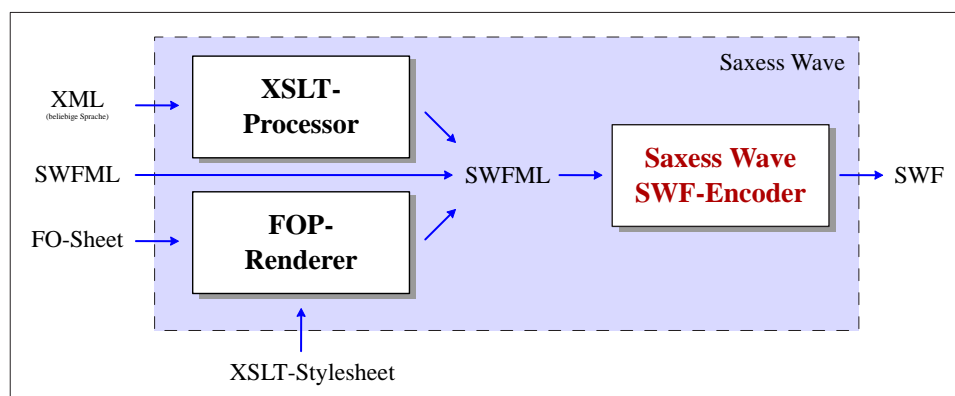 Saxess Wave
XML
(beliebige Sprache)
XSLT-
Processor
SWFML
SWFML
Saxess Wave
SWF-Encoder
SWF
FO-Sheet
FOP-
Renderer
XSLT-Stylesheet